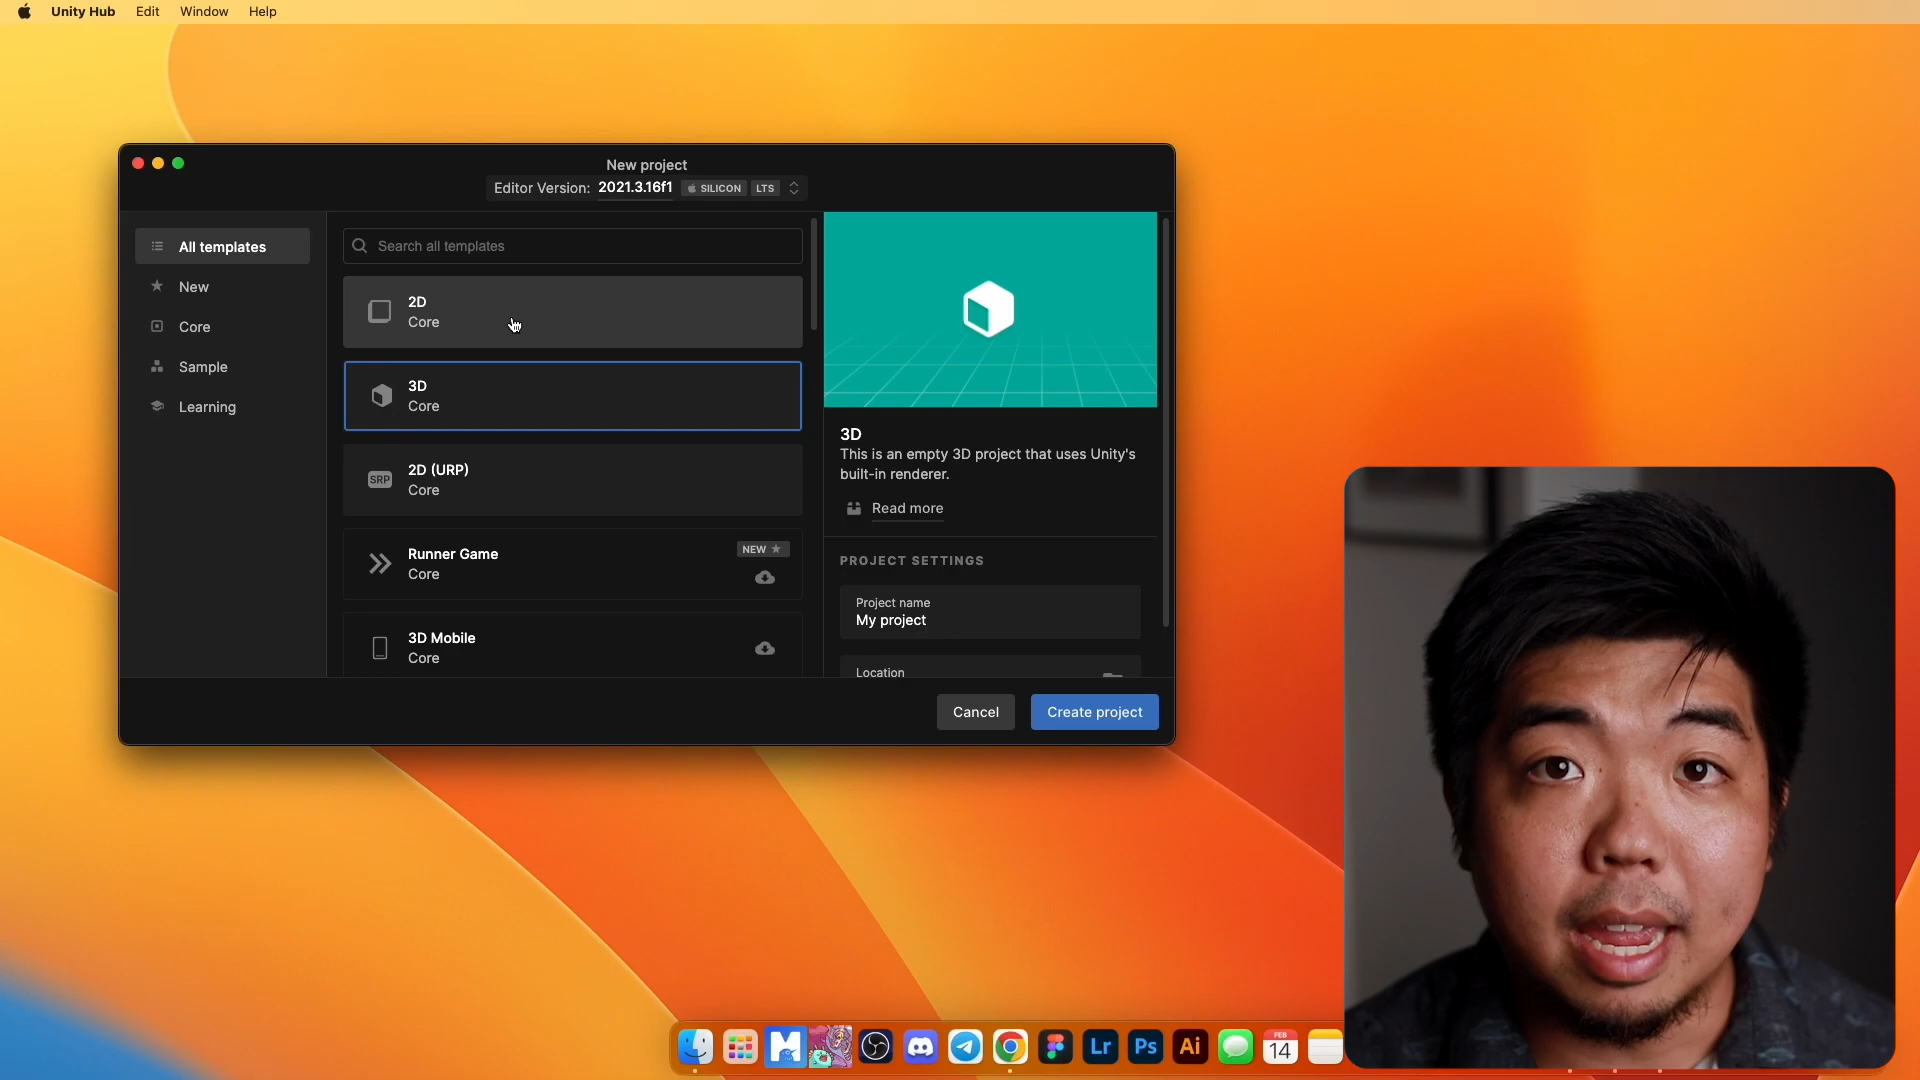 Unity Hub Edit Window Help
New project
Editor Version: 2021.3.16f1 SILICON LTS
All templates
New
Core
Sample
Learning
Search all templates
2D
Core
3D
Core
SRP
2D (URP)
Core
Runner Game
Core
NEW
3D Mobile
Core
3D
This is an empty 3D project that uses Unity's
built-in renderer.
Read more
PROJECT SETTINGS
Project name
My project
Location
Cancel
Create project
Lr
Ps
Ai
FEB
14